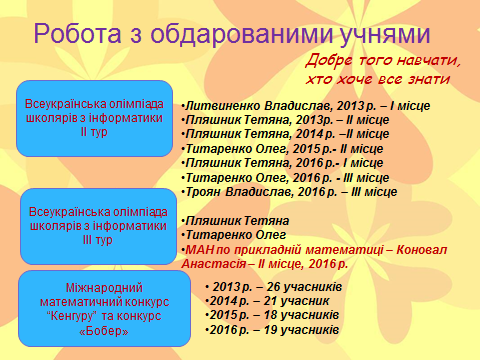 Робота з обдарованими учнями
Добре того навчати,
хто хоче все знати
Всеукраїнська олімпіада
школярів з інформатики
ІІ тур
•Литвиненко Владислав, 2013 р. – І місце
•Пляшник Тетяна, 2013р. – ІІ місце
•Пляшник Тетяна, 2014 р. –ІІ місце
•Титаренко Олег, 2015 р.- ІІ місце
•Пляшник Тетяна, 2016 р.- І місце
•Титаренко Олег, 2016 р. - ІІІ місце
•Троян Владислав, 2016 р. – ІІІ місце
Всеукраїнська олімпіада
школярів з інформатики
ІІІ тур
•Пляшник Тетяна
•Титаренко Олег
•МАН по прикладній математиці – Коновал
Анастасія – ІІ місце, 2016 р.
Міжнародний
математичний конкурс
“Кенгуру” та конкурс
«Бобер»
• 2013 р. – 26 учасників
•2014 р. – 21 учасник
•2015 р. – 18 учасників
•2016 р. – 19 учасників